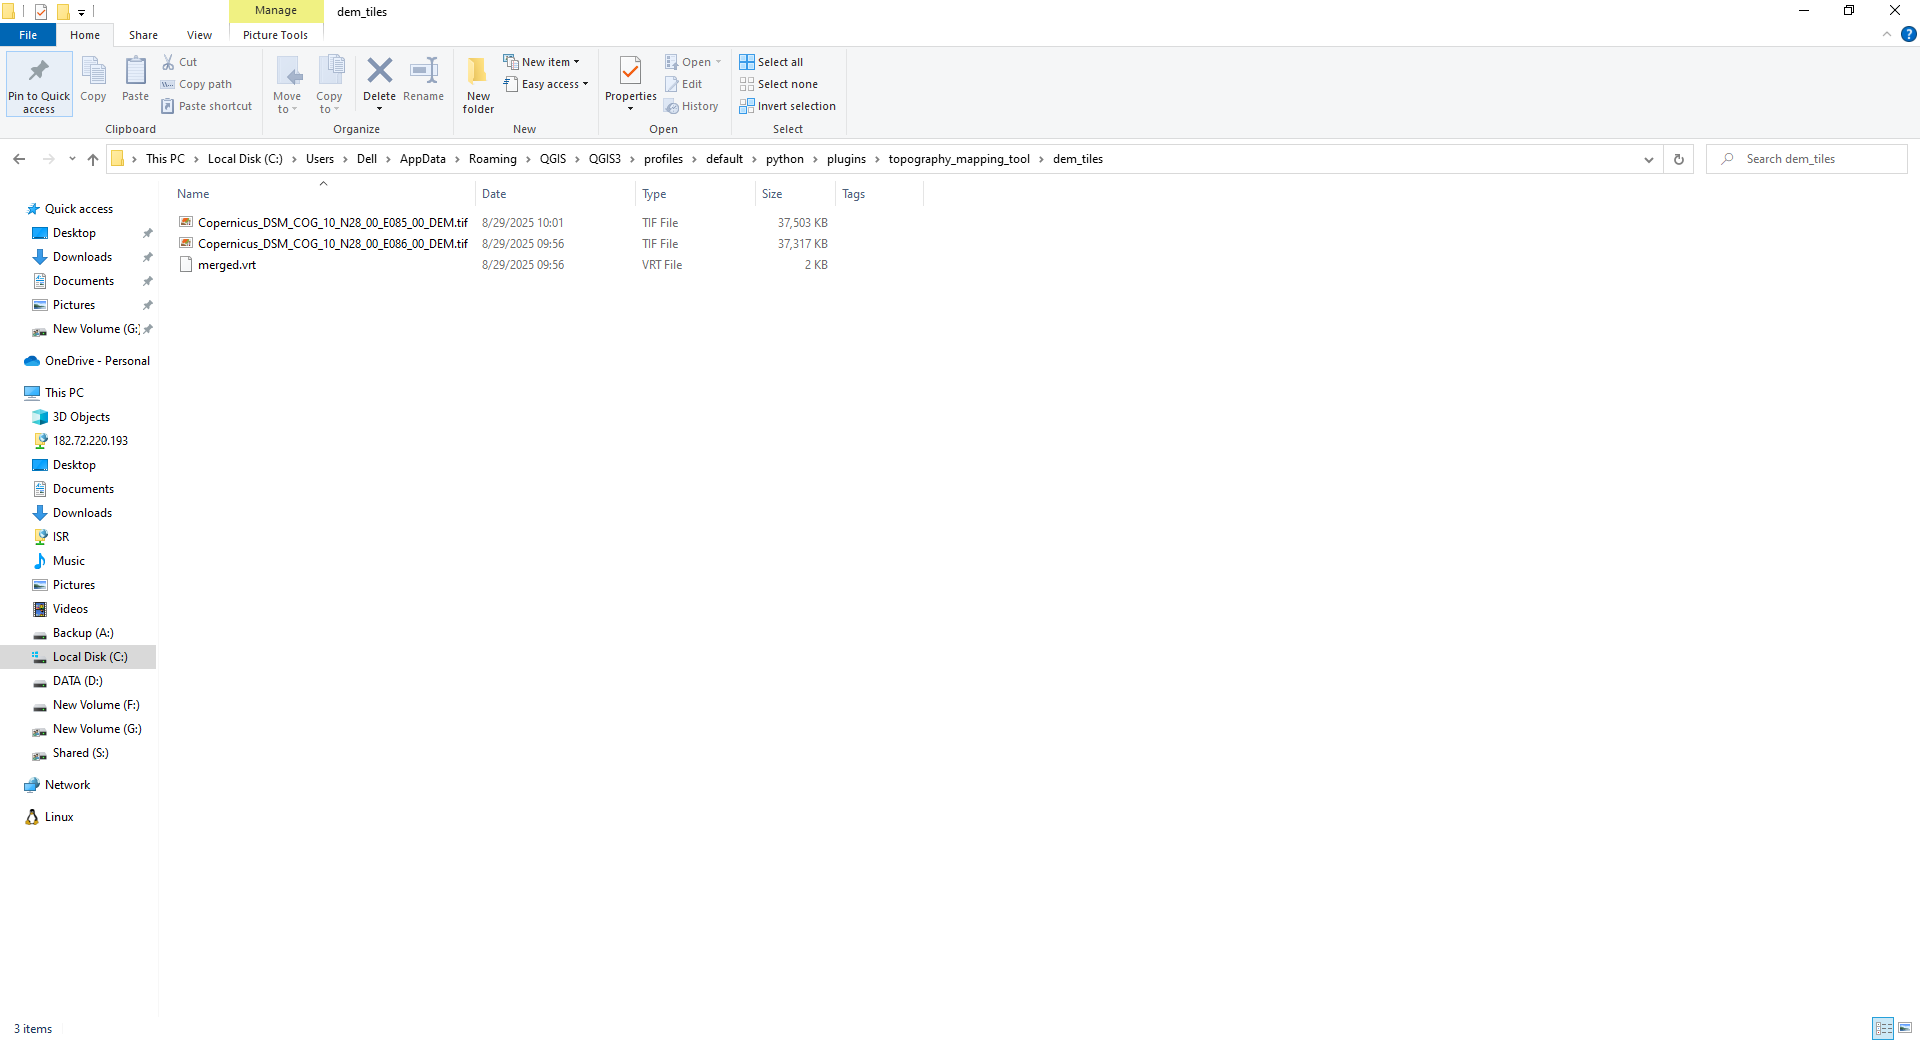 Manage
dem_tiles
File
Home
Share
View
Picture Tools
Pin to Quick access
Copy
Paste
Cut
Copy path
Paste shortcut
Clipboard
Move to
Copy to
Delete
Rename
Organize
New folder
New item
Easy access
New
Properties
Open
Edit
History
Open
Select all
Select none
Invert selection
Select
This PC > Local Disk (C:) > Users > Dell > AppData > Roaming > QGIS > QGIS3 > profiles > default > python > plugins > topography_mapping_tool > dem_tiles
Search dem_tiles
Name Date Type Size Tags
Copernicus_DSM_COG_10_N28_00_E085_00_DEM.tif 8/29/2025 10:01 TIF File 37,503 KB
Copernicus_DSM_COG_10_N28_00_E086_00_DEM.tif 8/29/2025 09:56 TIF File 37,317 KB
merged.vrt 8/29/2025 09:56 VRT File 2 KB
Quick access
Desktop
Downloads
Documents
Pictures
New Volume (G:)
OneDrive - Personal
This PC
3D Objects
182.72.220.193
Desktop
Documents
Downloads
ISR
Music
Pictures
Videos
Backup (A:)
Local Disk (C:)
DATA (D:)
New Volume (F:)
New Volume (G:)
Shared (S:)
Network
Linux
3 items